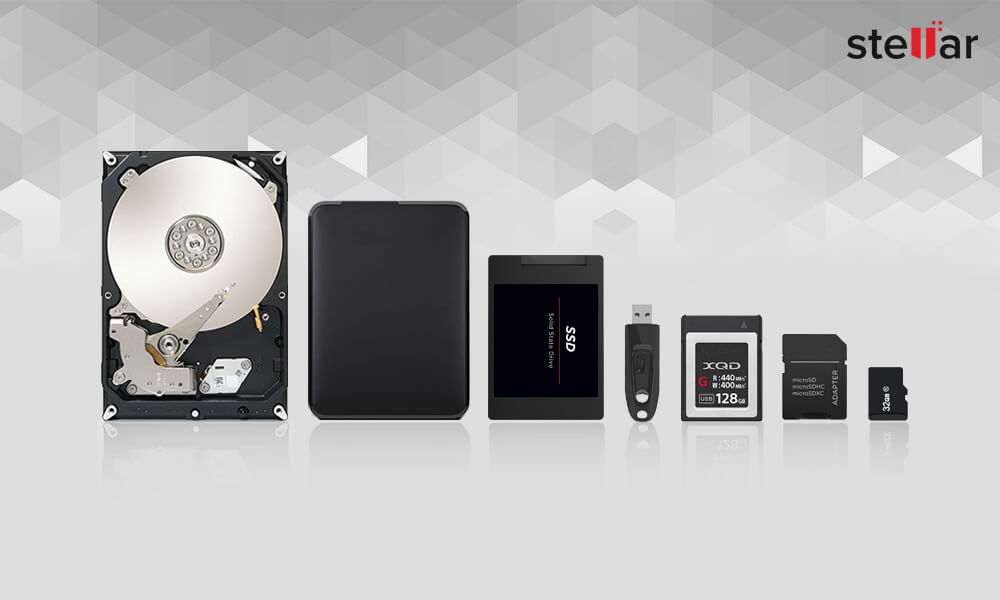 stellar
SSD
Solid State Drive
XQD
G
R:440MB/s
W:400MB/s
USB 128GB
microSD
microSDHC
microSDXC
ADAPTER
32GB